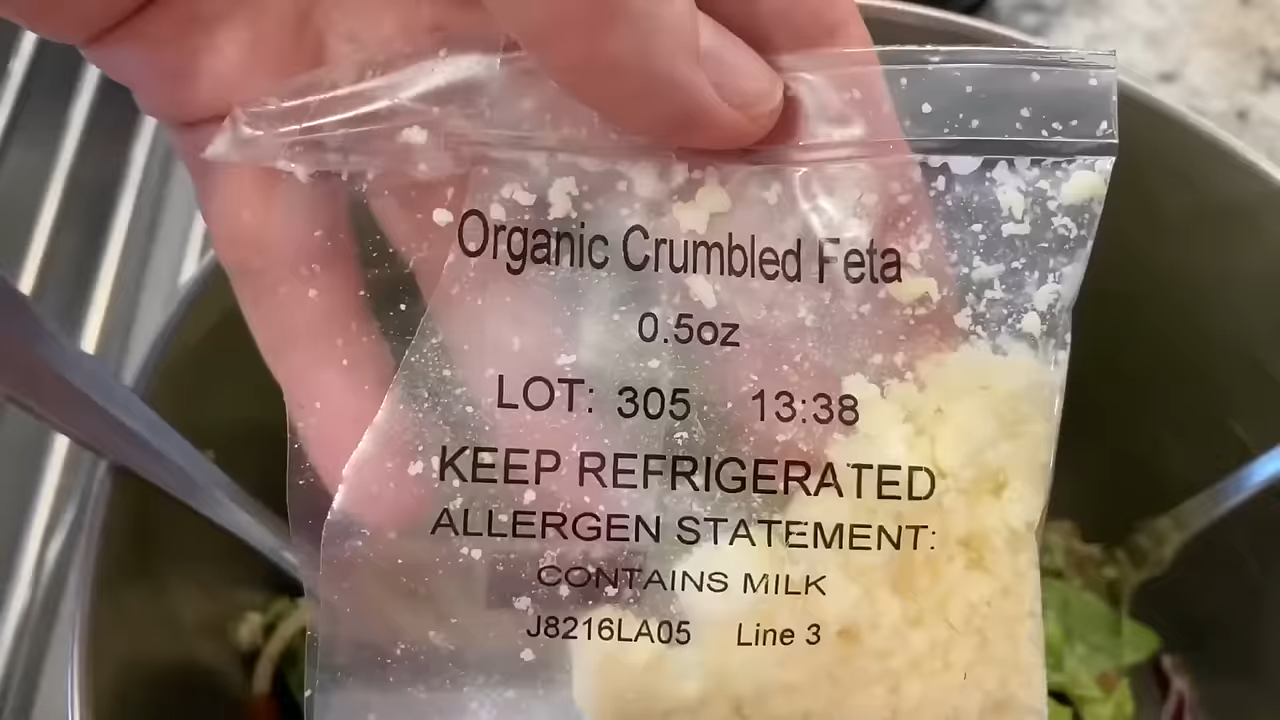 Organic Crumbled Feta
0.5oz
LOT: 305 13:38
KEEP REFRIGERATED
ALLERGEN STATEMENT:
CONTAINS MILK
J8216LA05 Line 3